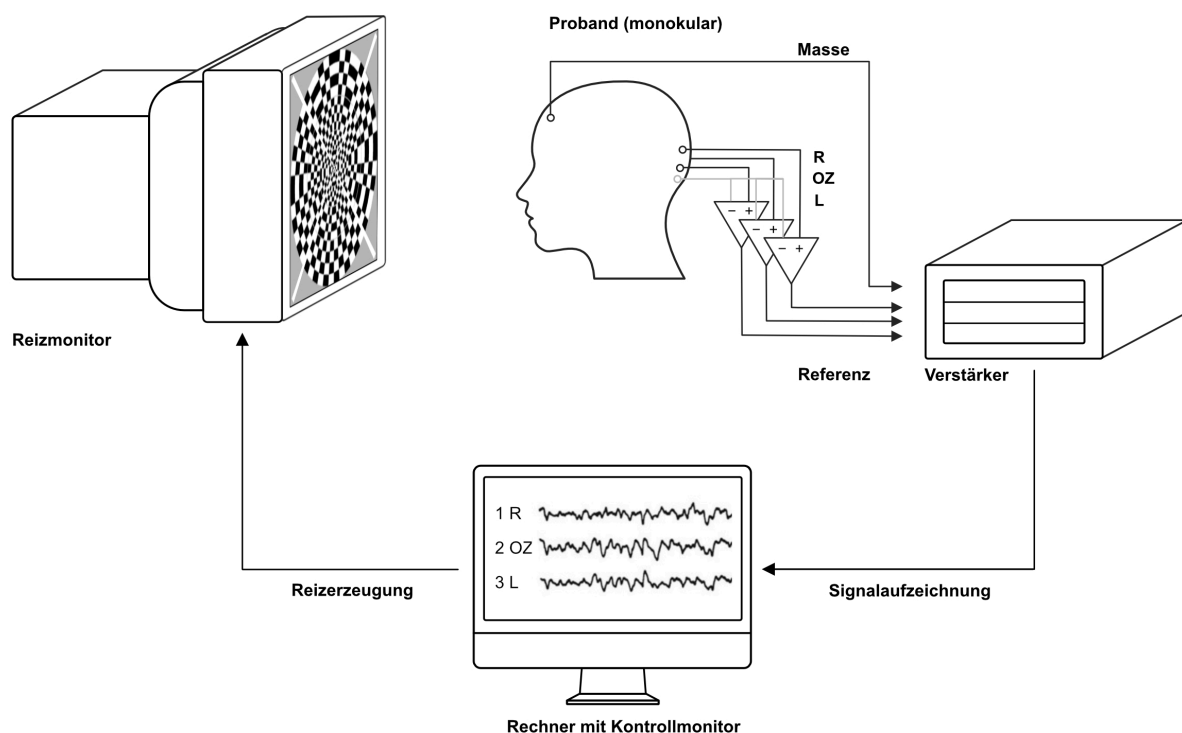 Proband (monokular)
Masse
R
OZ
L
− +
− +
− +
Reizmonitor
Referenz
Verstärker
1 R
2 OZ
3 L
Reizerzeugung
Signalaufzeichnung
Rechner mit Kontrollmonitor